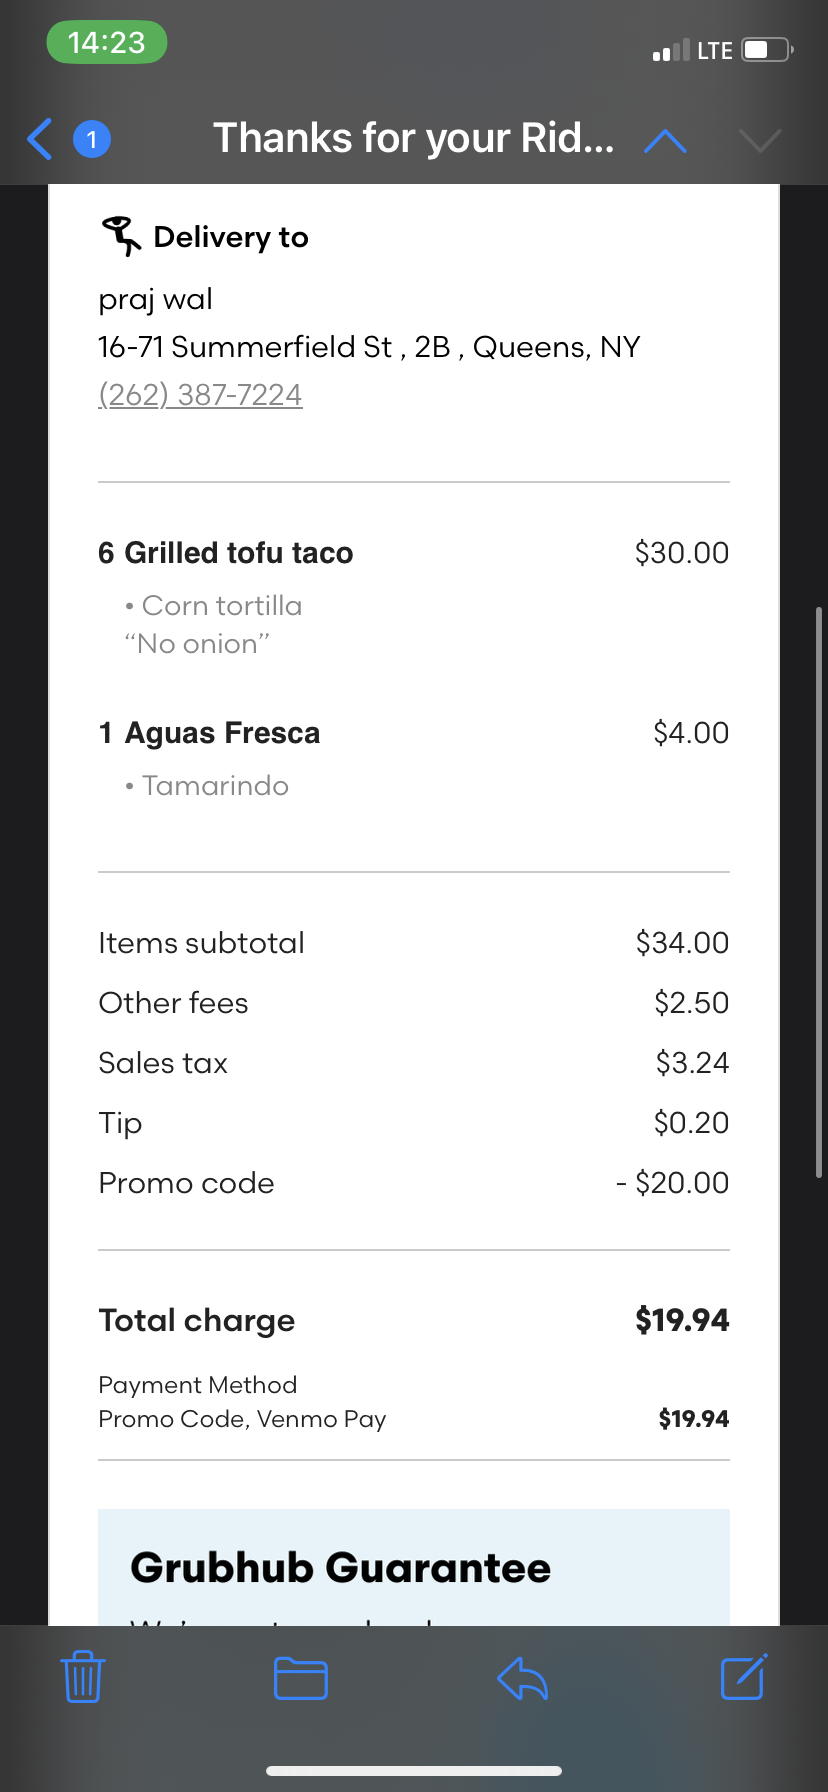 14:23
LTE
1
Thanks for your Rid...
Delivery to
praj wal
16-71 Summerfield St , 2B , Queens, NY
(262) 387-7224
6 Grilled tofu taco $30.00
• Corn tortilla
“No onion”
1 Aguas Fresca $4.00
• Tamarindo
Items subtotal $34.00
Other fees $2.50
Sales tax $3.24
Tip $0.20
Promo code - $20.00
Total charge $19.94
Payment Method
Promo Code, Venmo Pay $19.94
Grubhub Guarantee